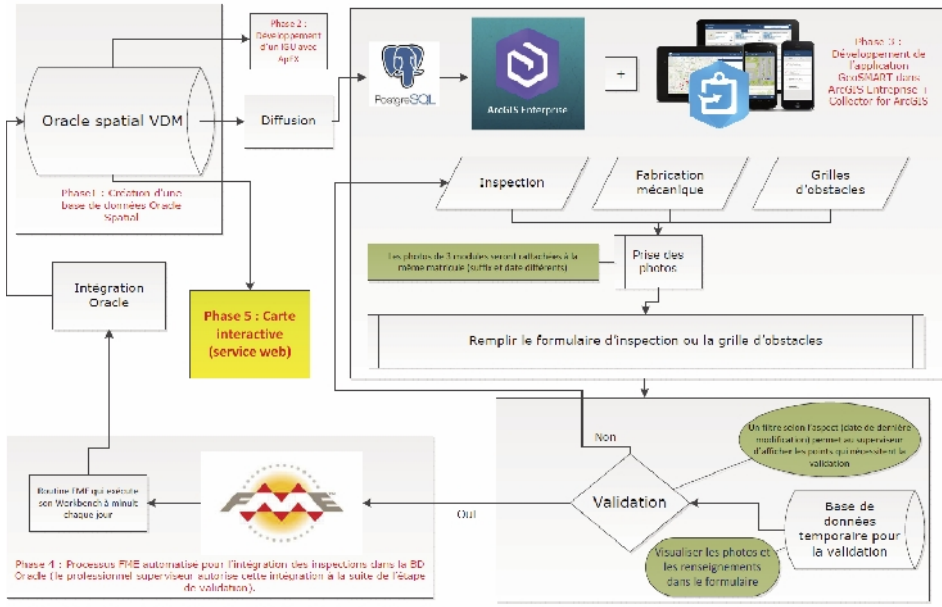 Phase 2 :
Développement
d'un IGU avec
ApEX
Oracle spatial VDM
Diffusion
Phase1 : Création d'une
base de données Oracle
Spatial
PostgreSQL
ArcGIS Enterprise
+
Phase 3 :
Développement de
l'application
GeoSMART dans
ArcGIS Entreprise +
Collector for ArcGIS
Inspection
Fabrication
mécanique
Grilles
d'obstacles
Les photos de 3 modules seront rattachées à la
même matricule (suffix et date différents)
Prise des
photos
Remplir le formulaire d'inspection ou la grille d'obstacles
Intégration
Oracle
Phase 5 : Carte
interactive
(service web)
Non
Un filtre selon l'aspect (date de dernière
modification) permet au superviseur
d'afficher les points qui nécessitent la
validation
Validation
Oui
Base de
données
temporaire pour
la validation
Visualiser les photos et
les renseignements
dans le formulaire
Routine FME qui exécute
son Workbench à minuit
chaque jour
FME
Phase 4 : Processus FME automatisé pour l'intégration des inspections dans la BD
Oracle (le professionnel superviseur autorise cette intégration à la suite de l'étape
de validation).